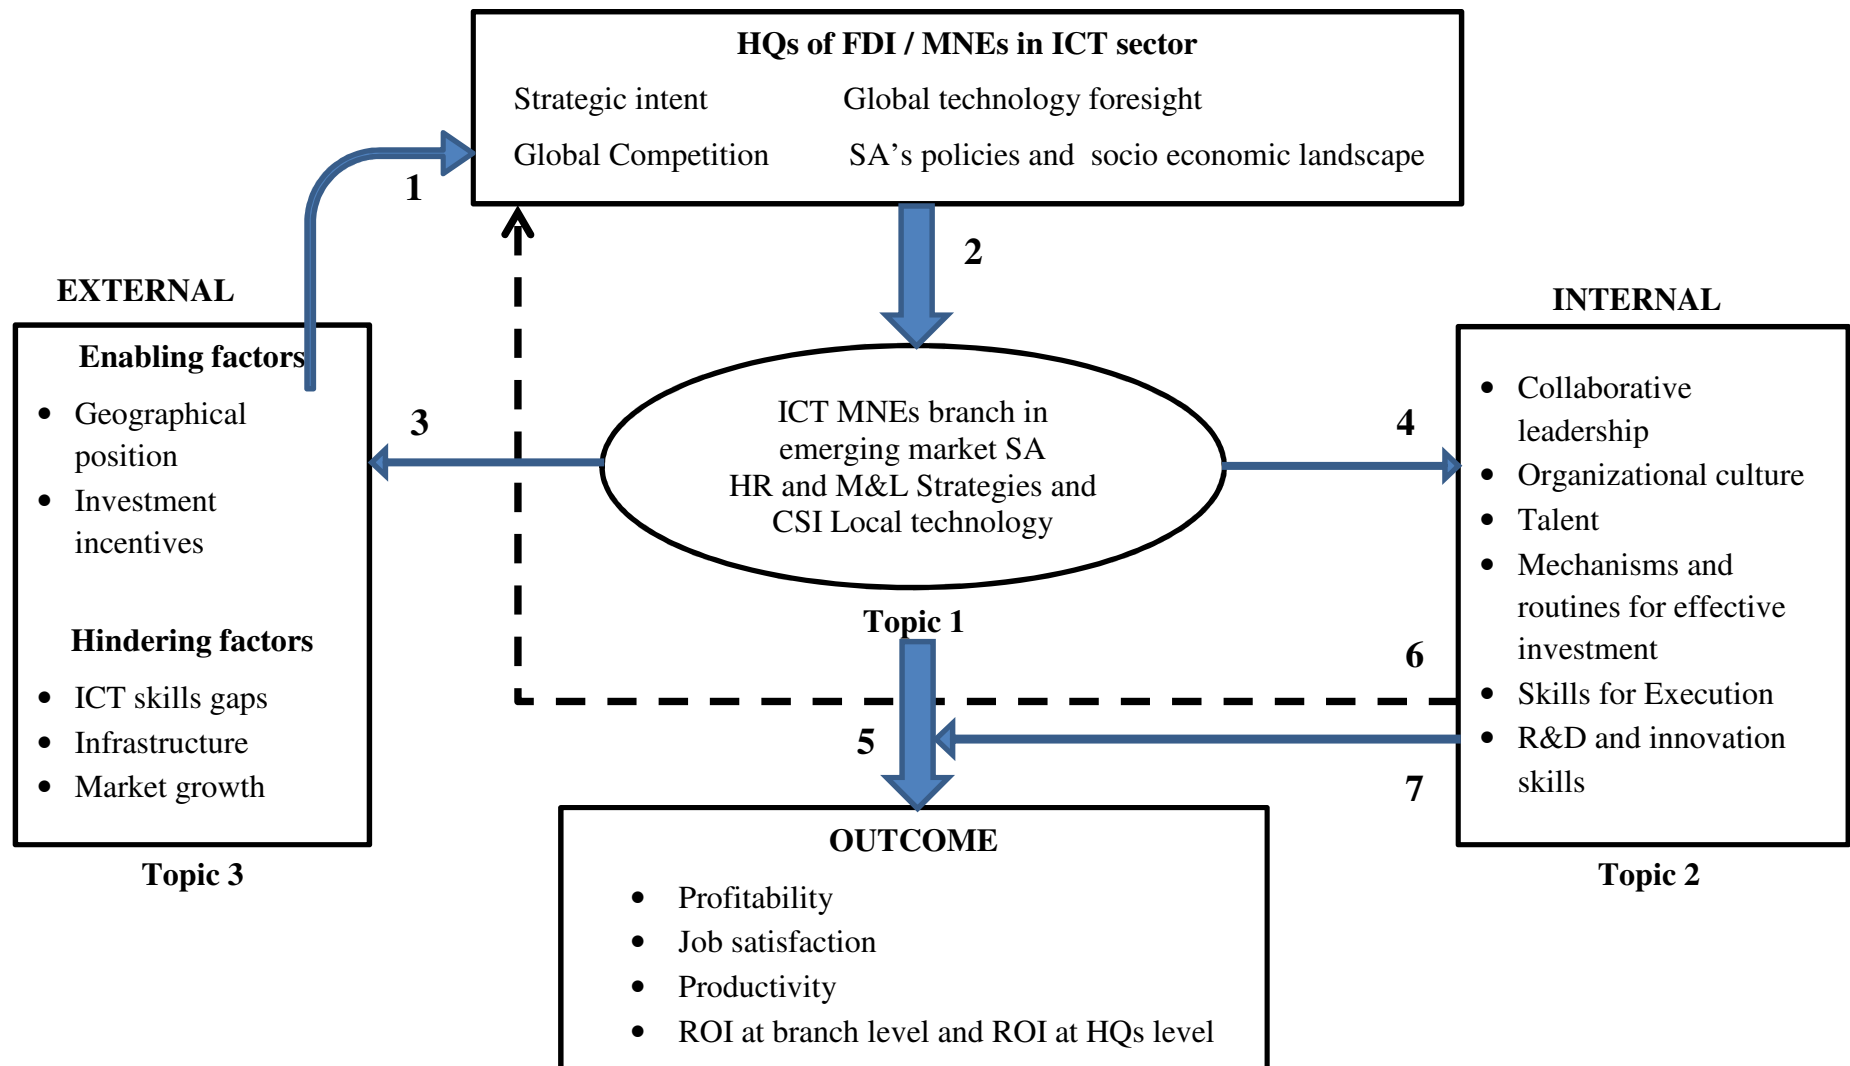 HQs of FDI / MNEs in ICT sector
Strategic intent Global technology foresight
Global Competition SA’s policies and socio economic landscape
1
2
EXTERNAL
Enabling factors
• Geographical
position
• Investment
incentives
Hindering factors
• ICT skills gaps
• Infrastructure
• Market growth
Topic 3
3
ICT MNEs branch in
emerging market SA
HR and M&L Strategies and
CSI Local technology
Topic 1
4
INTERNAL
• Collaborative
leadership
• Organizational culture
• Talent
• Mechanisms and
routines for effective
investment
• Skills for Execution
• R&D and innovation
skills
Topic 2
6
5
7
OUTCOME
• Profitability
• Job satisfaction
• Productivity
• ROI at branch level and ROI at HQs level